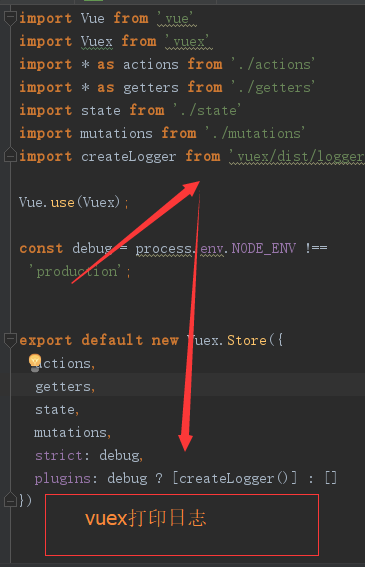 import Vue from 'vue'
import Vuex from 'vuex'
import * as actions from './actions'
import * as getters from './getters'
import state from './state'
import mutations from './mutations'
import createLogger from 'vuex/dist/logger
Vue.use(Vuex);
const debug = process.env.NODE_ENV !==
'production';
export default new Vuex.Store({
actions,
getters,
state,
mutations,
strict: debug,
plugins: debug ? [createLogger()] : []
})
vuex打印日志